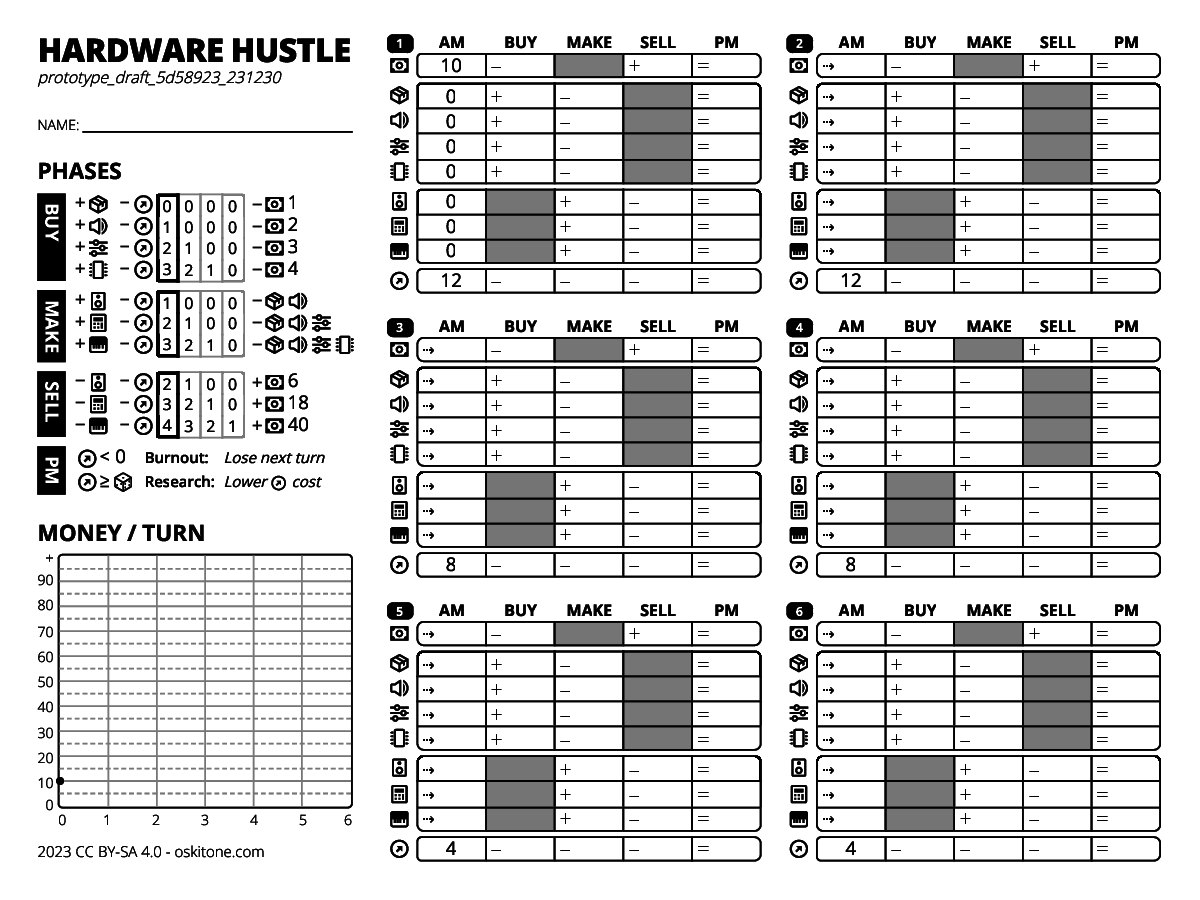 HARDWARE HUSTLE
prototype_draft_5d58923_231230
NAME:
PHASES
BUY
+ − 0 0 0 0 − 1
+ − 1 0 0 0 − 2
+ − 2 1 0 0 − 3
+ − 3 2 1 0 − 4
MAKE
+ − 1 0 0 0 −
+ − 2 1 0 0 −
+ − 3 2 1 0 −
SELL
− − 2 1 0 0 + 6
− − 3 2 1 0 + 18
− − 4 3 2 1 + 40
PM
< 0 Burnout: Lose next turn
≥ Research: Lower cost
MONEY / TURN
+
90
80
70
60
50
40
30
20
10
0
0 1 2 3 4 5 6
2023 CC BY-SA 4.0 - oskitone.com
1 AM BUY MAKE SELL PM
10 − + =
0 + − =
0 + − =
0 + − =
0 + − =
0 + − =
0 + − =
0 + − =
12 − − − =
2 AM BUY MAKE SELL PM
⇢ − + =
⇢ + − =
⇢ + − =
⇢ + − =
⇢ + − =
⇢ + − =
⇢ + − =
⇢ + − =
12 − − − =
3 AM BUY MAKE SELL PM
⇢ − + =
⇢ + − =
⇢ + − =
⇢ + − =
⇢ + − =
⇢ + − =
⇢ + − =
⇢ + − =
8 − − − =
4 AM BUY MAKE SELL PM
⇢ − + =
⇢ + − =
⇢ + − =
⇢ + − =
⇢ + − =
⇢ + − =
⇢ + − =
⇢ + − =
8 − − − =
5 AM BUY MAKE SELL PM
⇢ − + =
⇢ + − =
⇢ + − =
⇢ + − =
⇢ + − =
⇢ + − =
⇢ + − =
⇢ + − =
4 − − − =
6 AM BUY MAKE SELL PM
⇢ − + =
⇢ + − =
⇢ + − =
⇢ + − =
⇢ + − =
⇢ + − =
⇢ + − =
⇢ + − =
4 − − − =